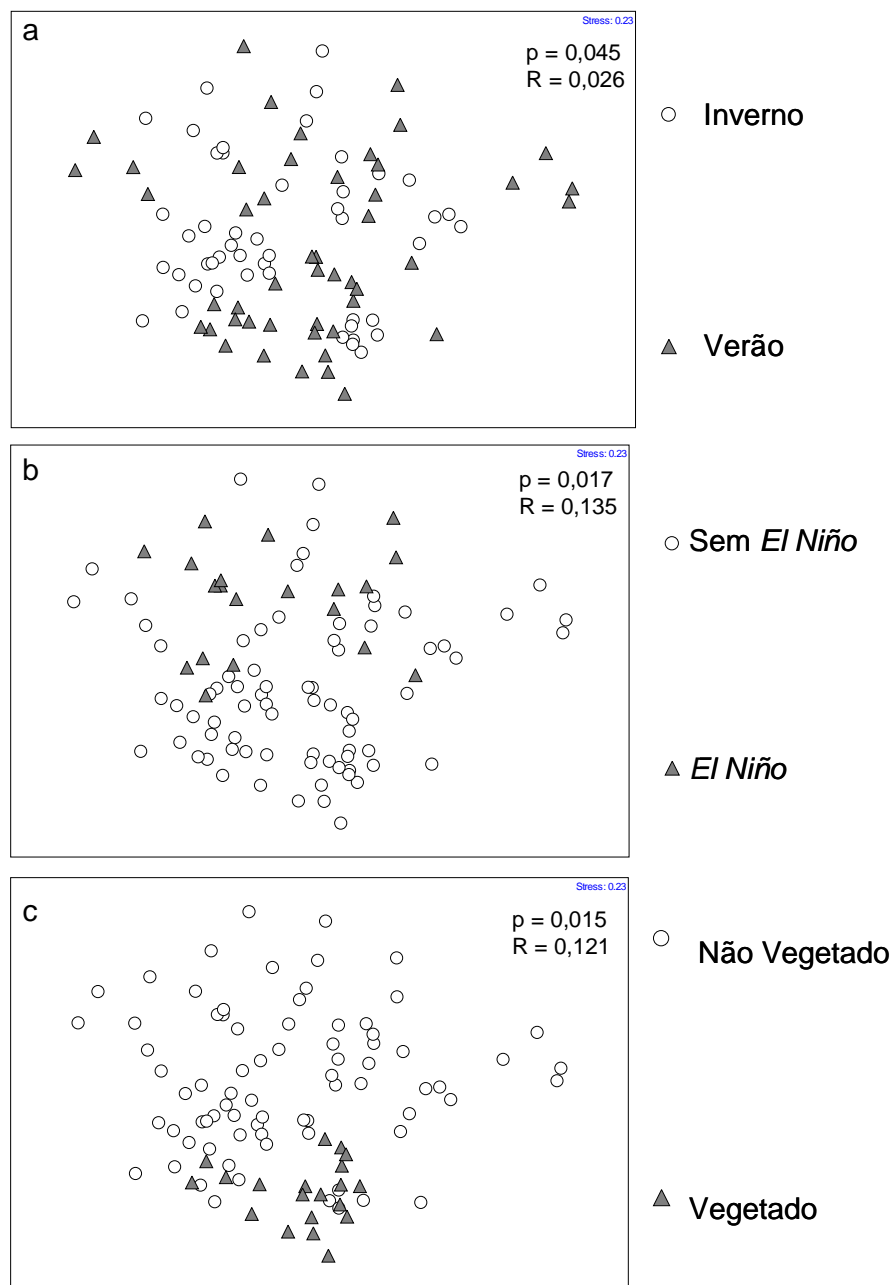 a
Stress: 0.23
p = 0,045
R = 0,026
Inverno
Verão
b
Stress: 0.23
p = 0,017
R = 0,135
Sem El Niño
El Niño
c
Stress: 0.23
p = 0,015
R = 0,121
Não Vegetado
Vegetado